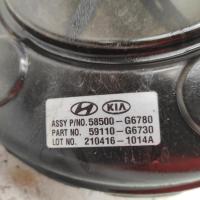 KIA
ASSY P/NO. 58500-G6780
PART NO. 59110-G6730
LOT NO. 210416-1014A